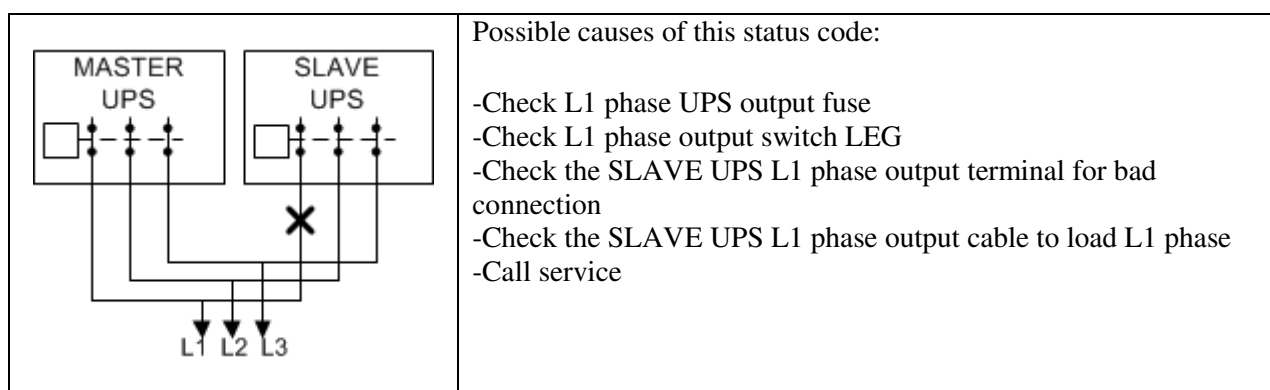 MASTER
UPS
SLAVE
UPS
L1 L2 L3
Possible causes of this status code:
-Check L1 phase UPS output fuse
-Check L1 phase output switch LEG
-Check the SLAVE UPS L1 phase output terminal for bad
connection
-Check the SLAVE UPS L1 phase output cable to load L1 phase
-Call service